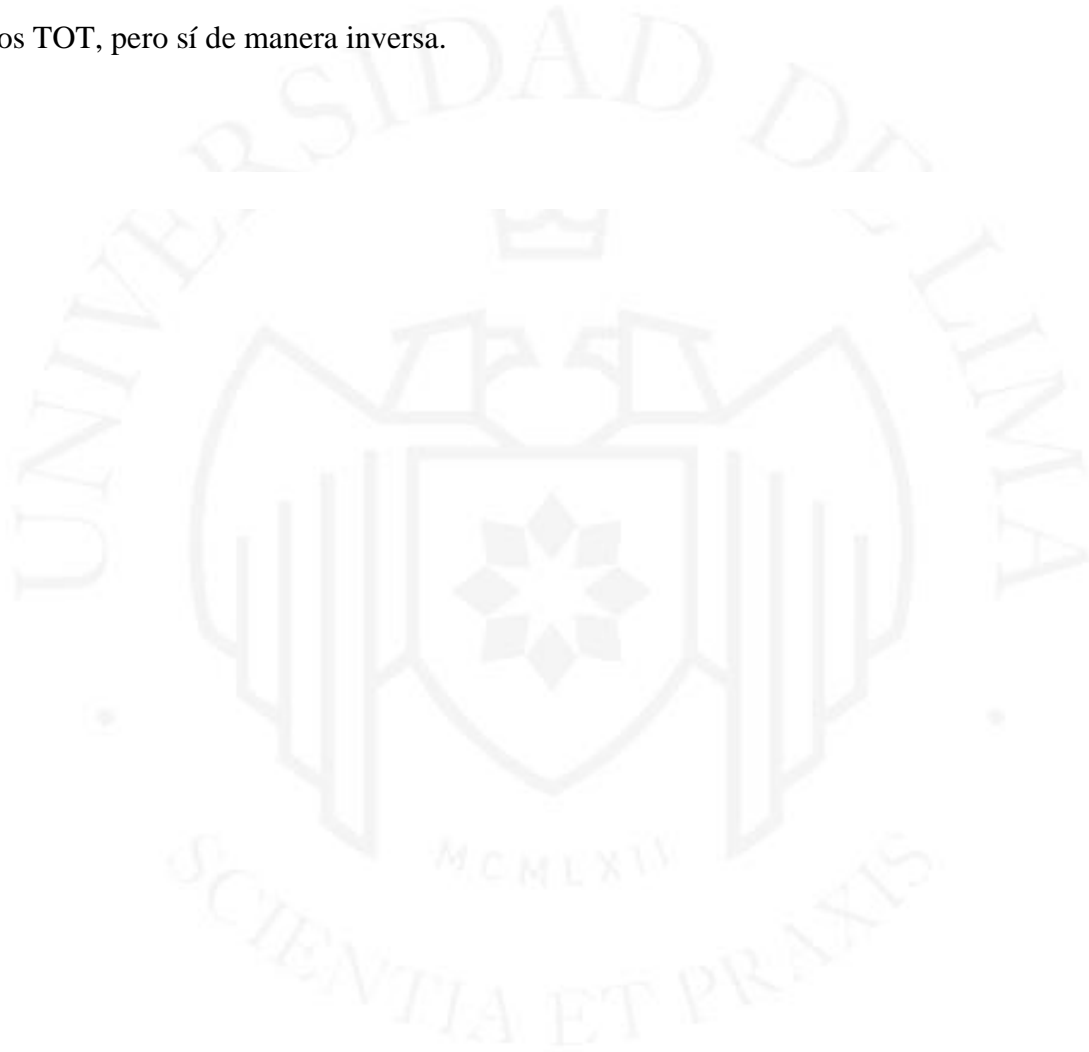 os TOT, pero sí de manera inversa.
UNIVERSIDAD DE LIMA
MCMLXII
SCIENTIA ET PRAXIS